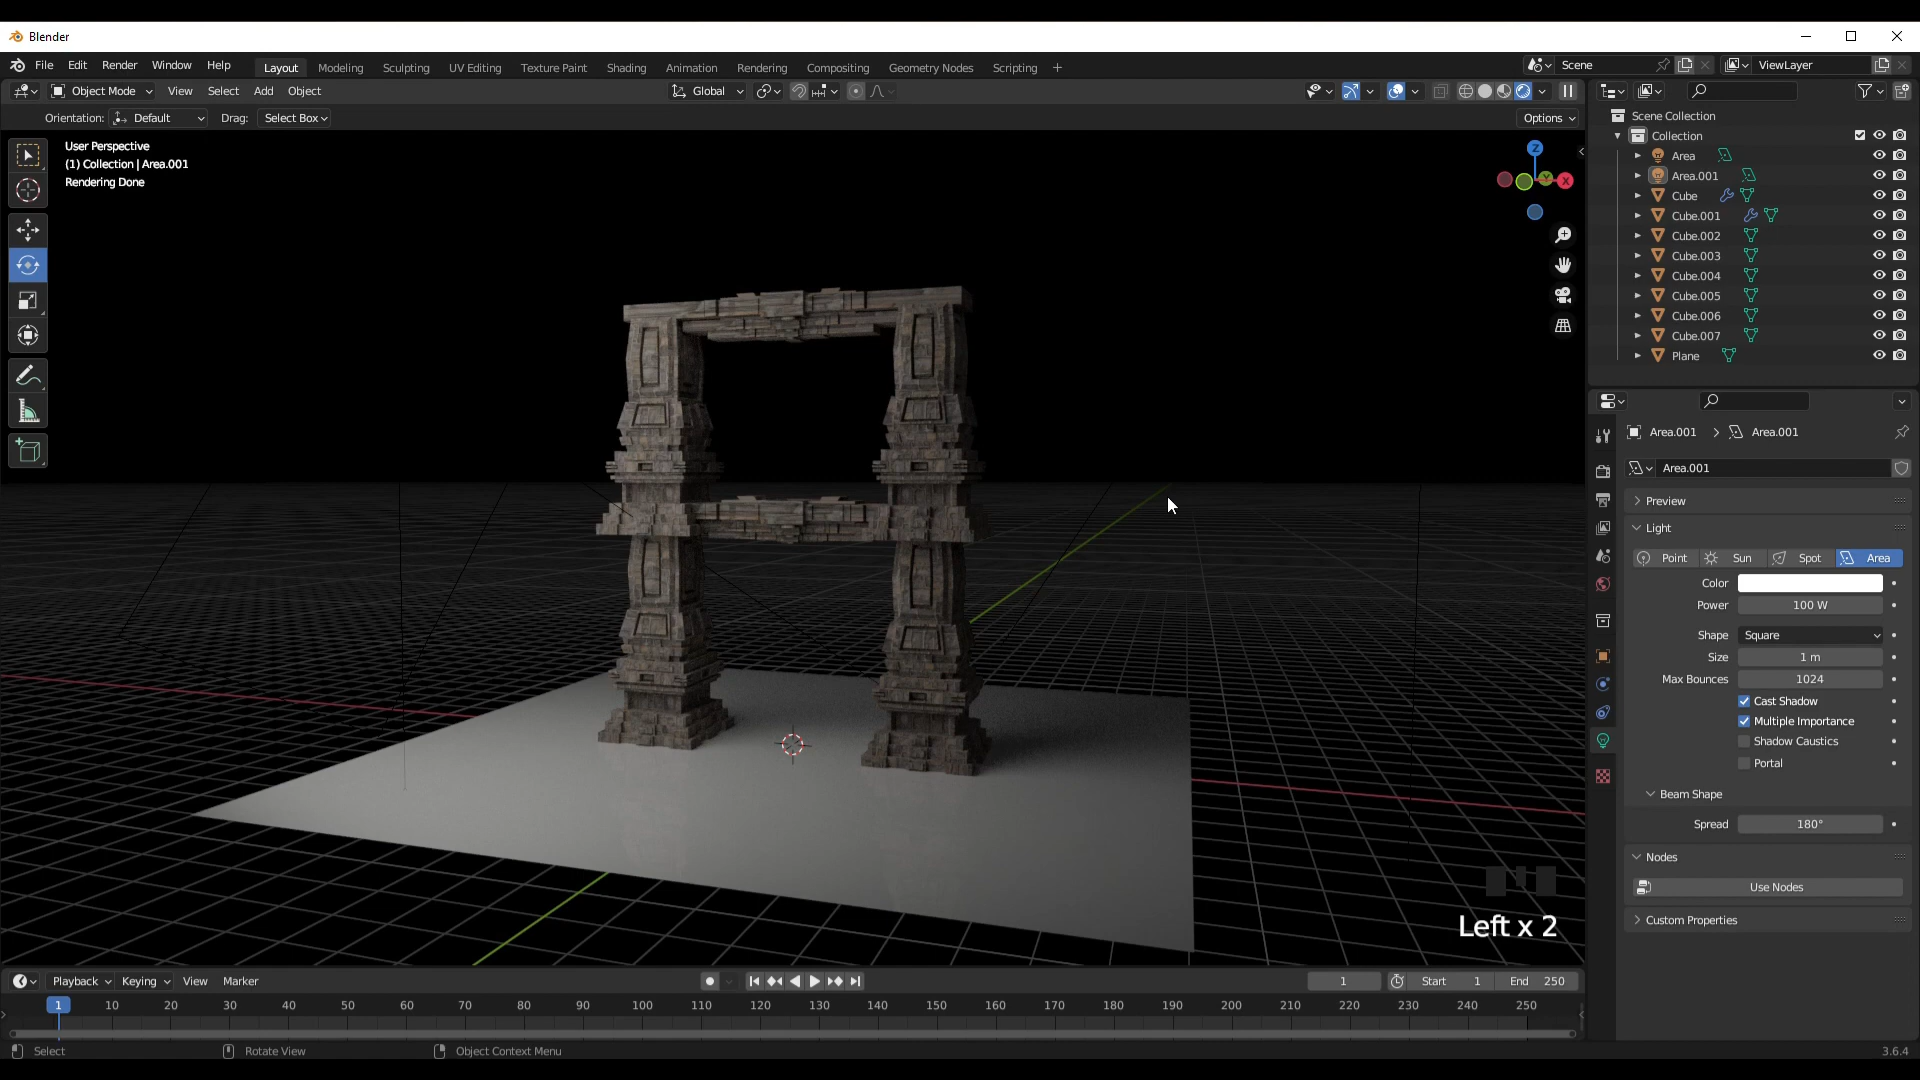 Blender
File Edit Render Window Help
Layout Modeling Sculpting UV Editing Texture Paint Shading Animation Rendering Compositing Geometry Nodes Scripting +
Scene
ViewLayer
Object Mode View Select Add Object
Global
Orientation: Default Drag: Select Box
Options
User Perspective
(1) Collection | Area.001
Rendering Done
Z
Y
X
Scene Collection
Collection
Area
Area.001
Cube
Cube.001
Cube.002
Cube.003
Cube.004
Cube.005
Cube.006
Cube.007
Plane
Area.001 > Area.001
Area.001
Preview
Light
Point Sun Spot Area
Color
Power 100 W
Shape Square
Size 1 m
Max Bounces 1024
Cast Shadow
Multiple Importance
Shadow Caustics
Portal
Beam Shape
Spread 180°
Nodes
Use Nodes
Custom Properties
Left x 2
Playback Keying View Marker
1 Start 1 End 250
1 10 20 30 40 50 60 70 80 90 100 110 120 130 140 150 160 170 180 190 200 210 220 230 240 250
Select Rotate View Object Context Menu
3.6.4